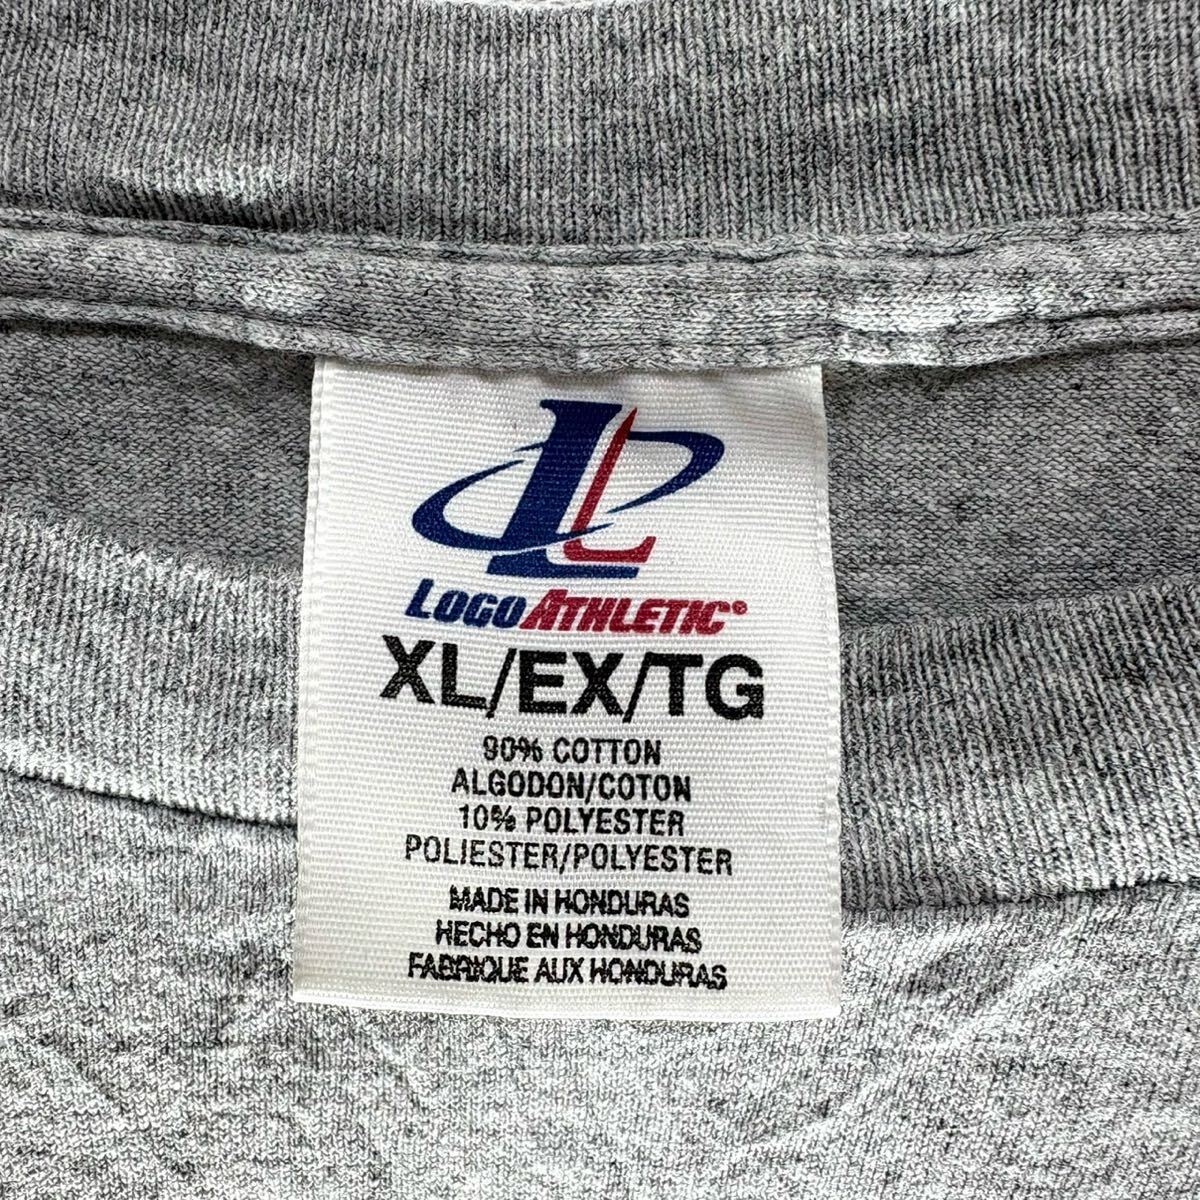 LL
LOGOATHLETIC®
XL/EX/TG
90% COTTON
ALGODON/COTON
10% POLYESTER
POLIESTER/POLYESTER
MADE IN HONDURAS
HECHO EN HONDURAS
FABRIQUE AUX HONDURAS